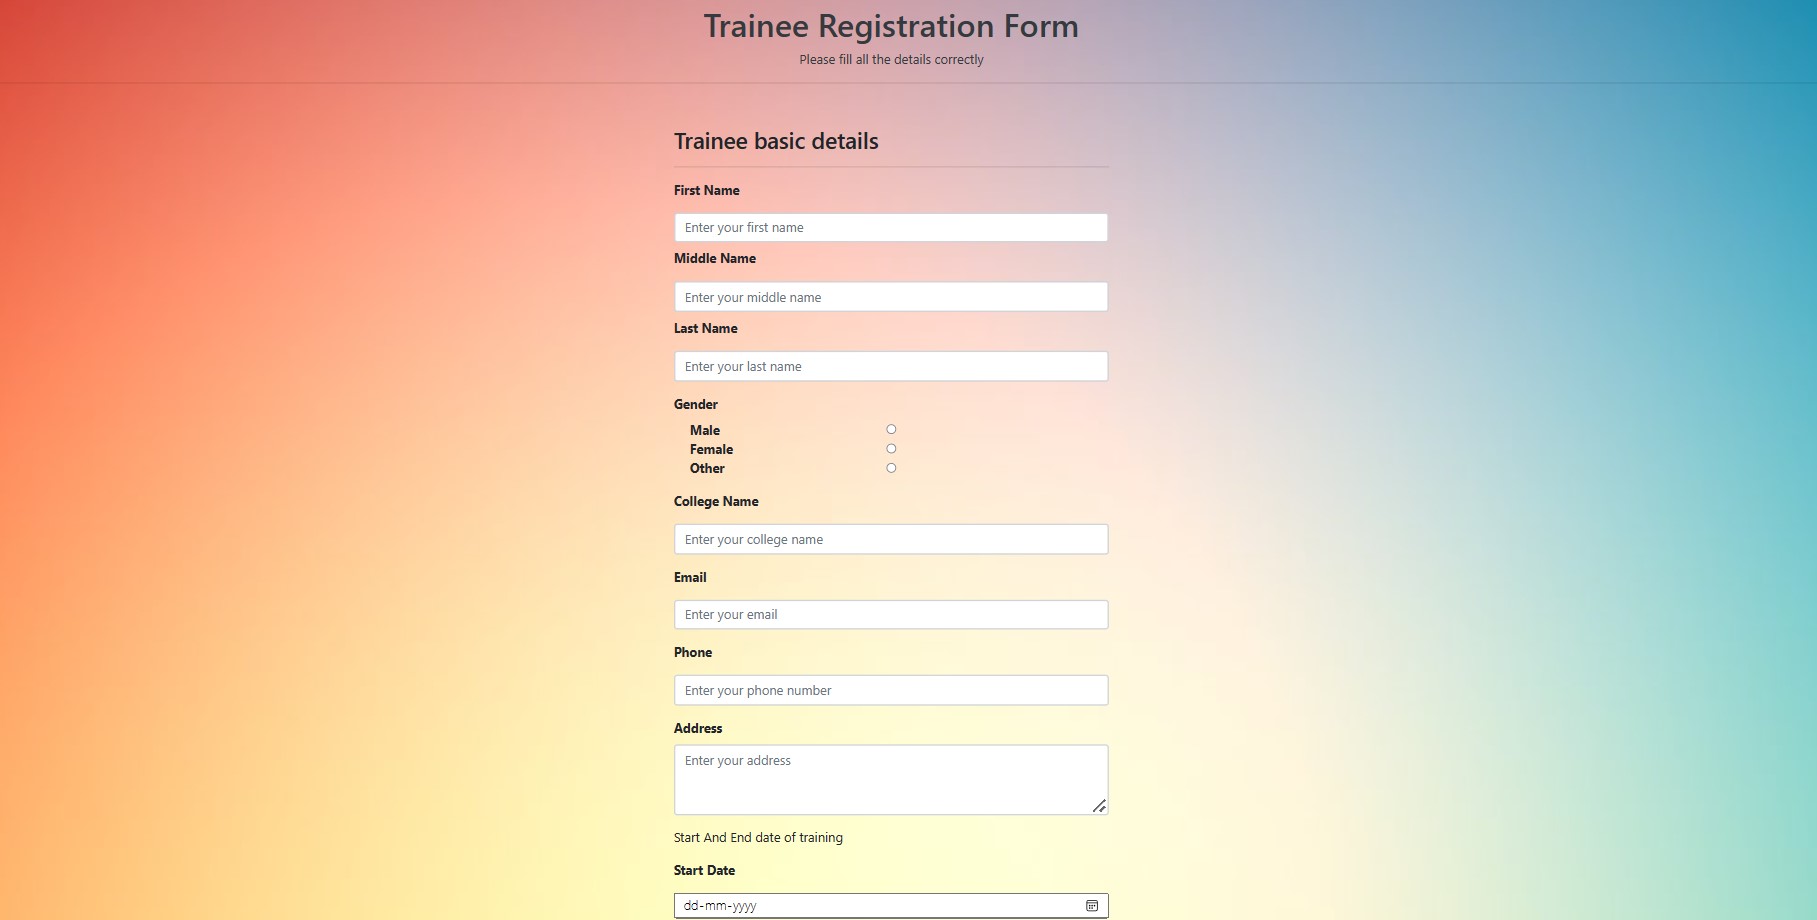 Trainee Registration Form
Please fill all the details correctly
Trainee basic details
First Name
Enter your first name
Middle Name
Enter your middle name
Last Name
Enter your last name
Gender
Male
Female
Other
College Name
Enter your college name
Email
Enter your email
Phone
Enter your phone number
Address
Enter your address
Start And End date of training
Start Date
dd-mm-yyyy